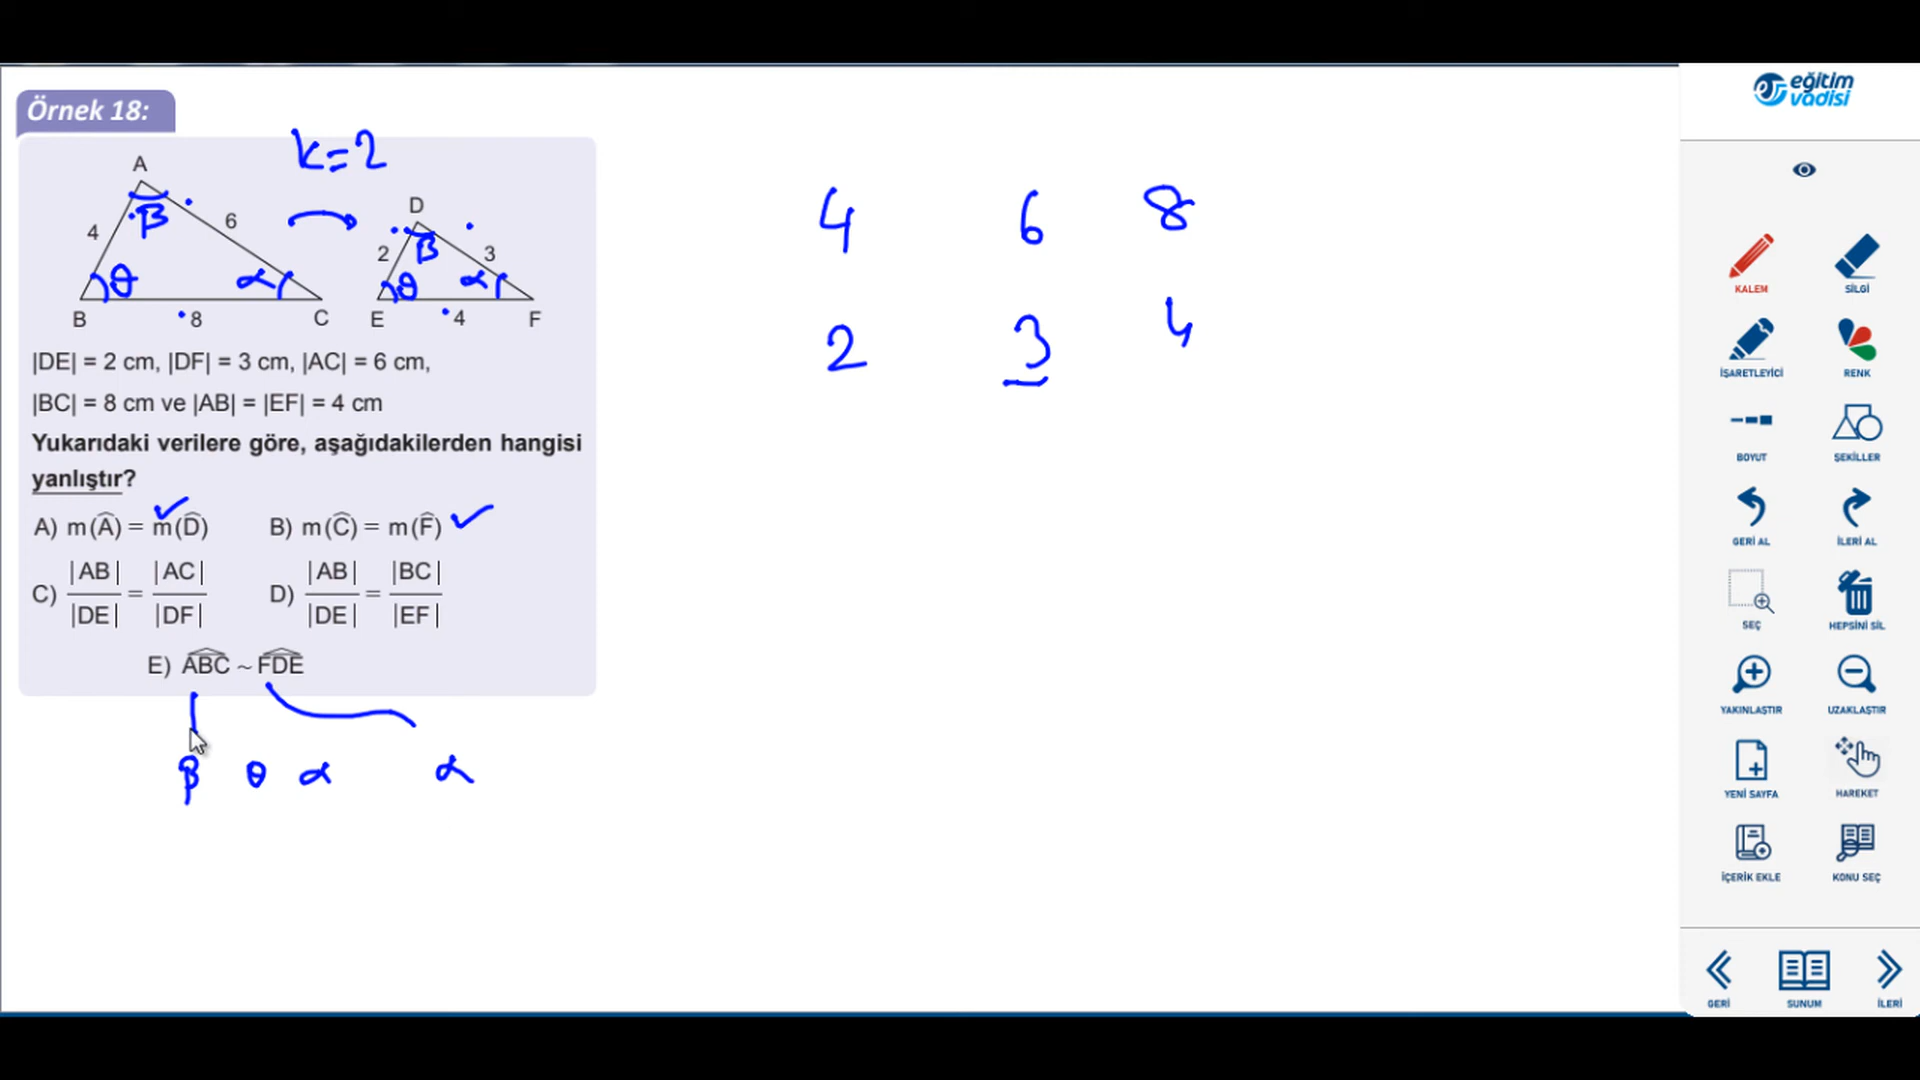 Örnek 18:
k=2
A
B
C
4
6
8
β
θ
α
D
E
F
2
3
4
β
θ
α
|DE| = 2 cm, |DF| = 3 cm, |AC| = 6 cm,
|BC| = 8 cm ve |AB| = |EF| = 4 cm
Yukarıdaki verilere göre, aşağıdakilerden hangisi
yanlıştır?
A) m(Â) = m(D̂)
B) m(Ĉ) = m(F̂)
C) |AB|/|DE| = |AC|/|DF|
D) |AB|/|DE| = |BC|/|EF|
E) ABC ~ FDE
β θ α α
4 6 8
2 3 4
eğitim
vadisi
KALEM
SİLGİ
İŞARETLEYİCİ
RENK
BOYUT
ŞEKİLLER
GERİ AL
İLERİ AL
SEÇ
HEPSİNİ SİL
YAKINLAŞTIR
UZAKLAŞTIR
YENİ SAYFA
HAREKET
İÇERİK EKLE
KONU SEÇ
GERİ
SUNUM
İLERİ